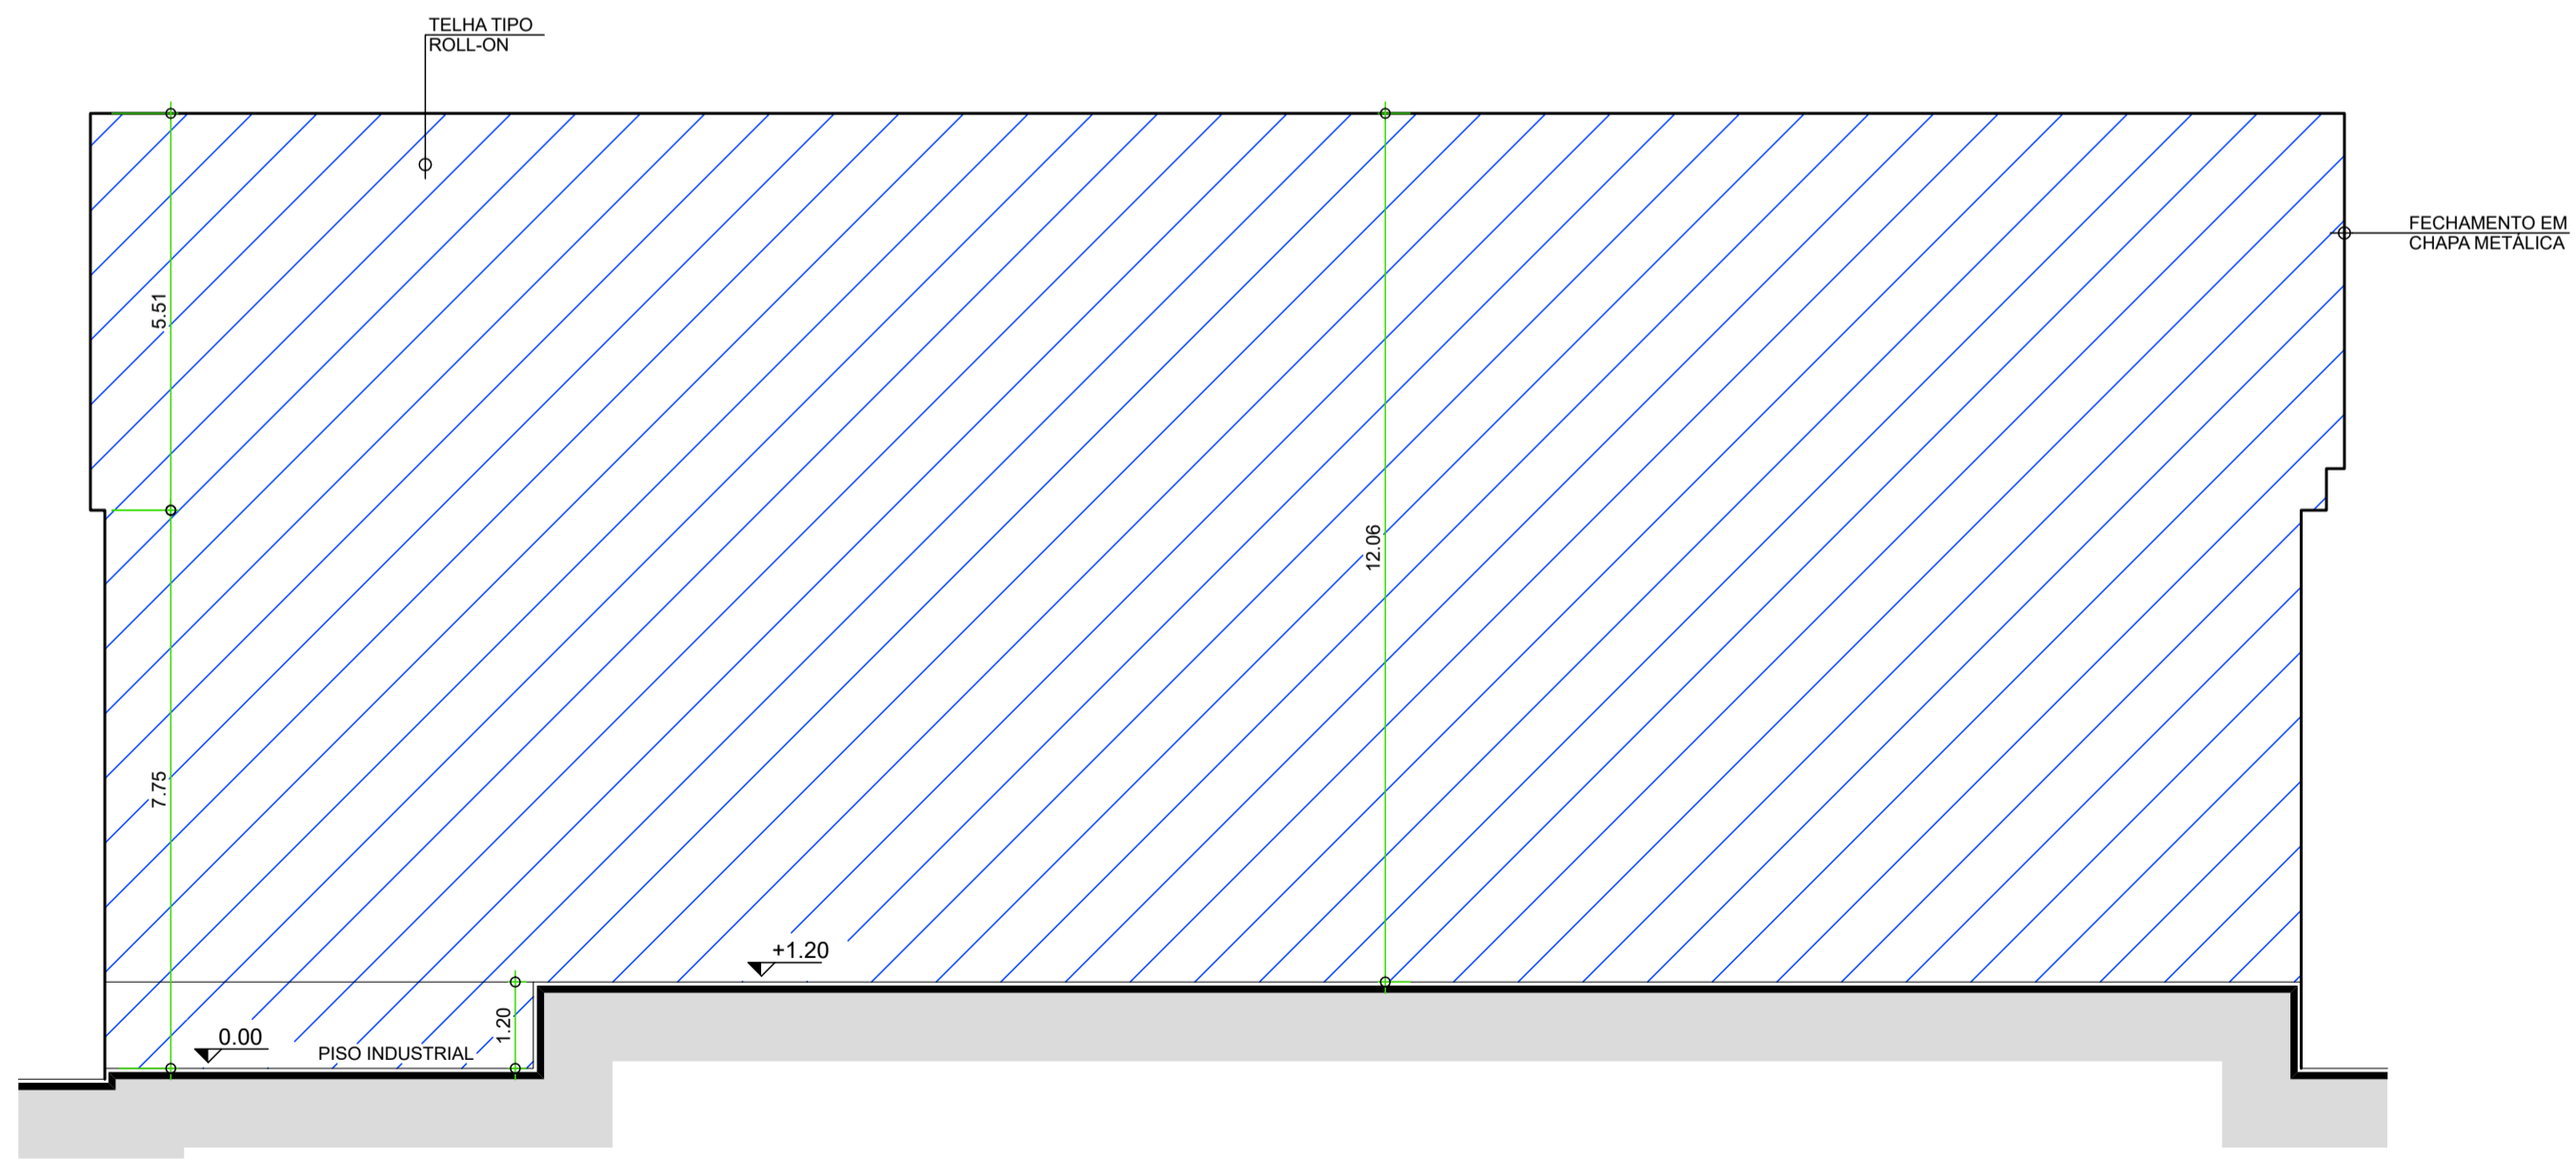 TELHA TIPO
ROLL-ON
FECHAMENTO EM
CHAPA METÁLICA
5.51
12.06
7.75
+1.20
1.20
0.00
PISO INDUSTRIAL